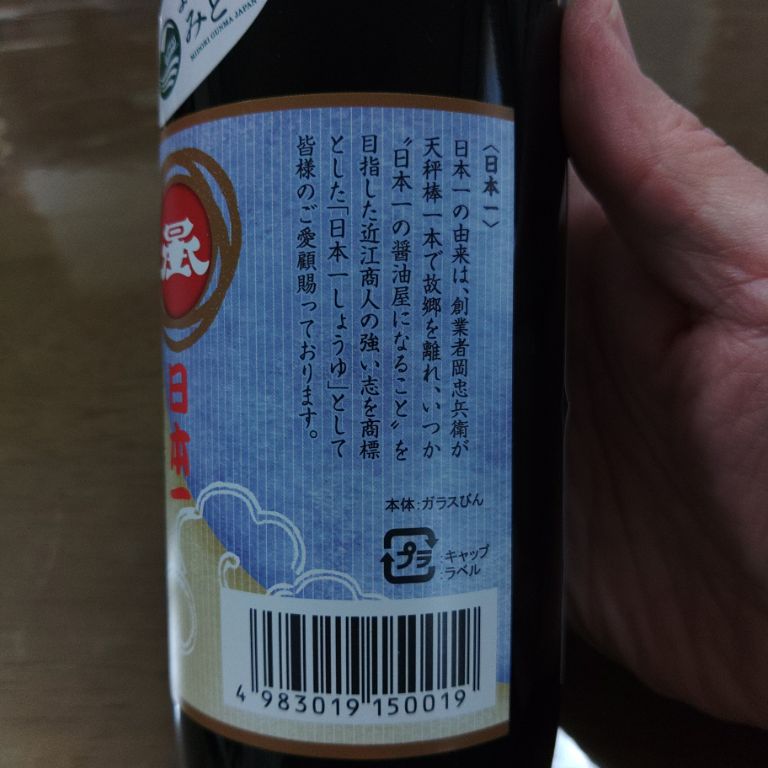 みど
MIDORI GUNMA JAPAN
〈日本一〉
日本一の由来は、創業者岡忠兵衛が
天秤棒一本で故郷を離れ、いつか
〝日本一の醤油屋になること〟を
目指した近江商人の強い志を商標
とした「日本一しょうゆ」として
皆様のご愛顧賜っております。
日本一
本体:ガラスびん
プラ
:キャップ
:ラベル
4 983019 150019